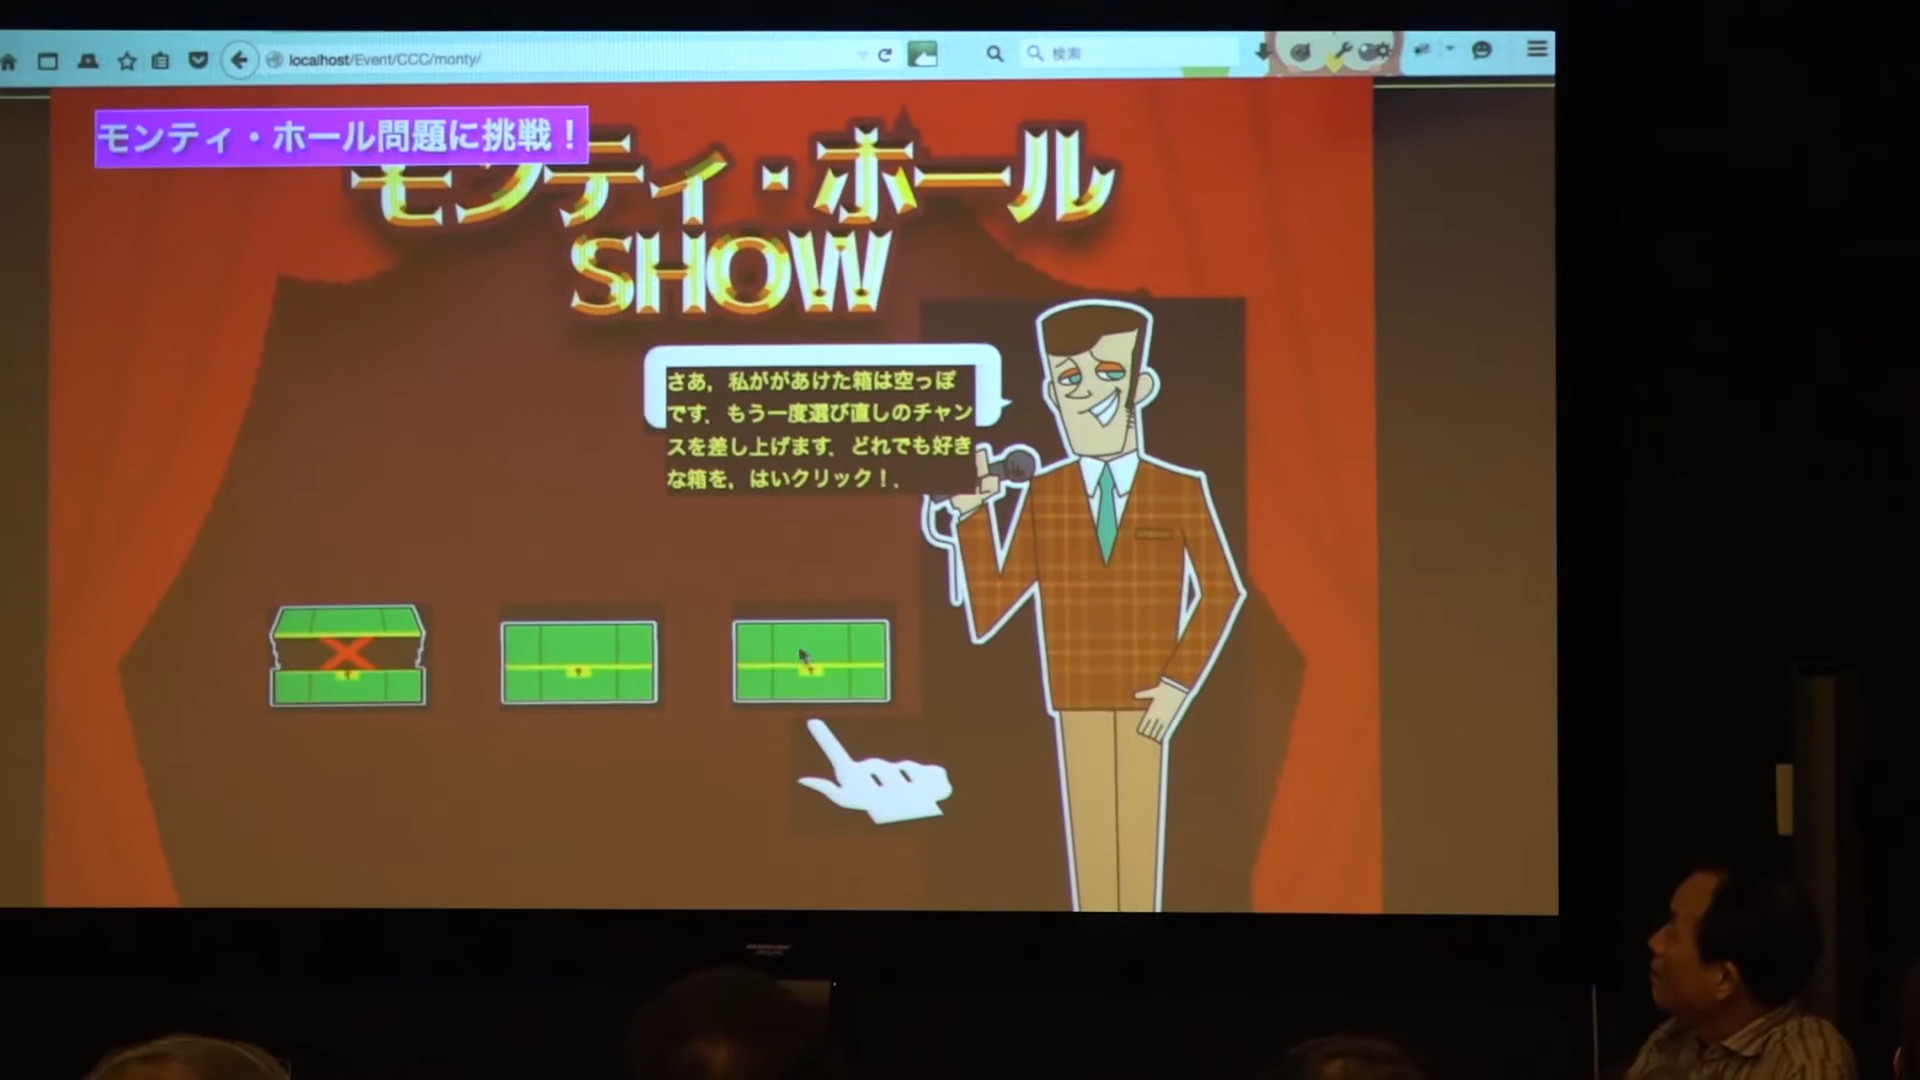 localhost/Event/CCC/monty/
検索
モンティ・ホール問題に挑戦！
モンティ・ホール
SHOW
さあ，私ががあけた箱は空っぽ
です．もう一度選び直しのチャン
スを差し上げます．どれでも好き
な箱を，はいクリック！．